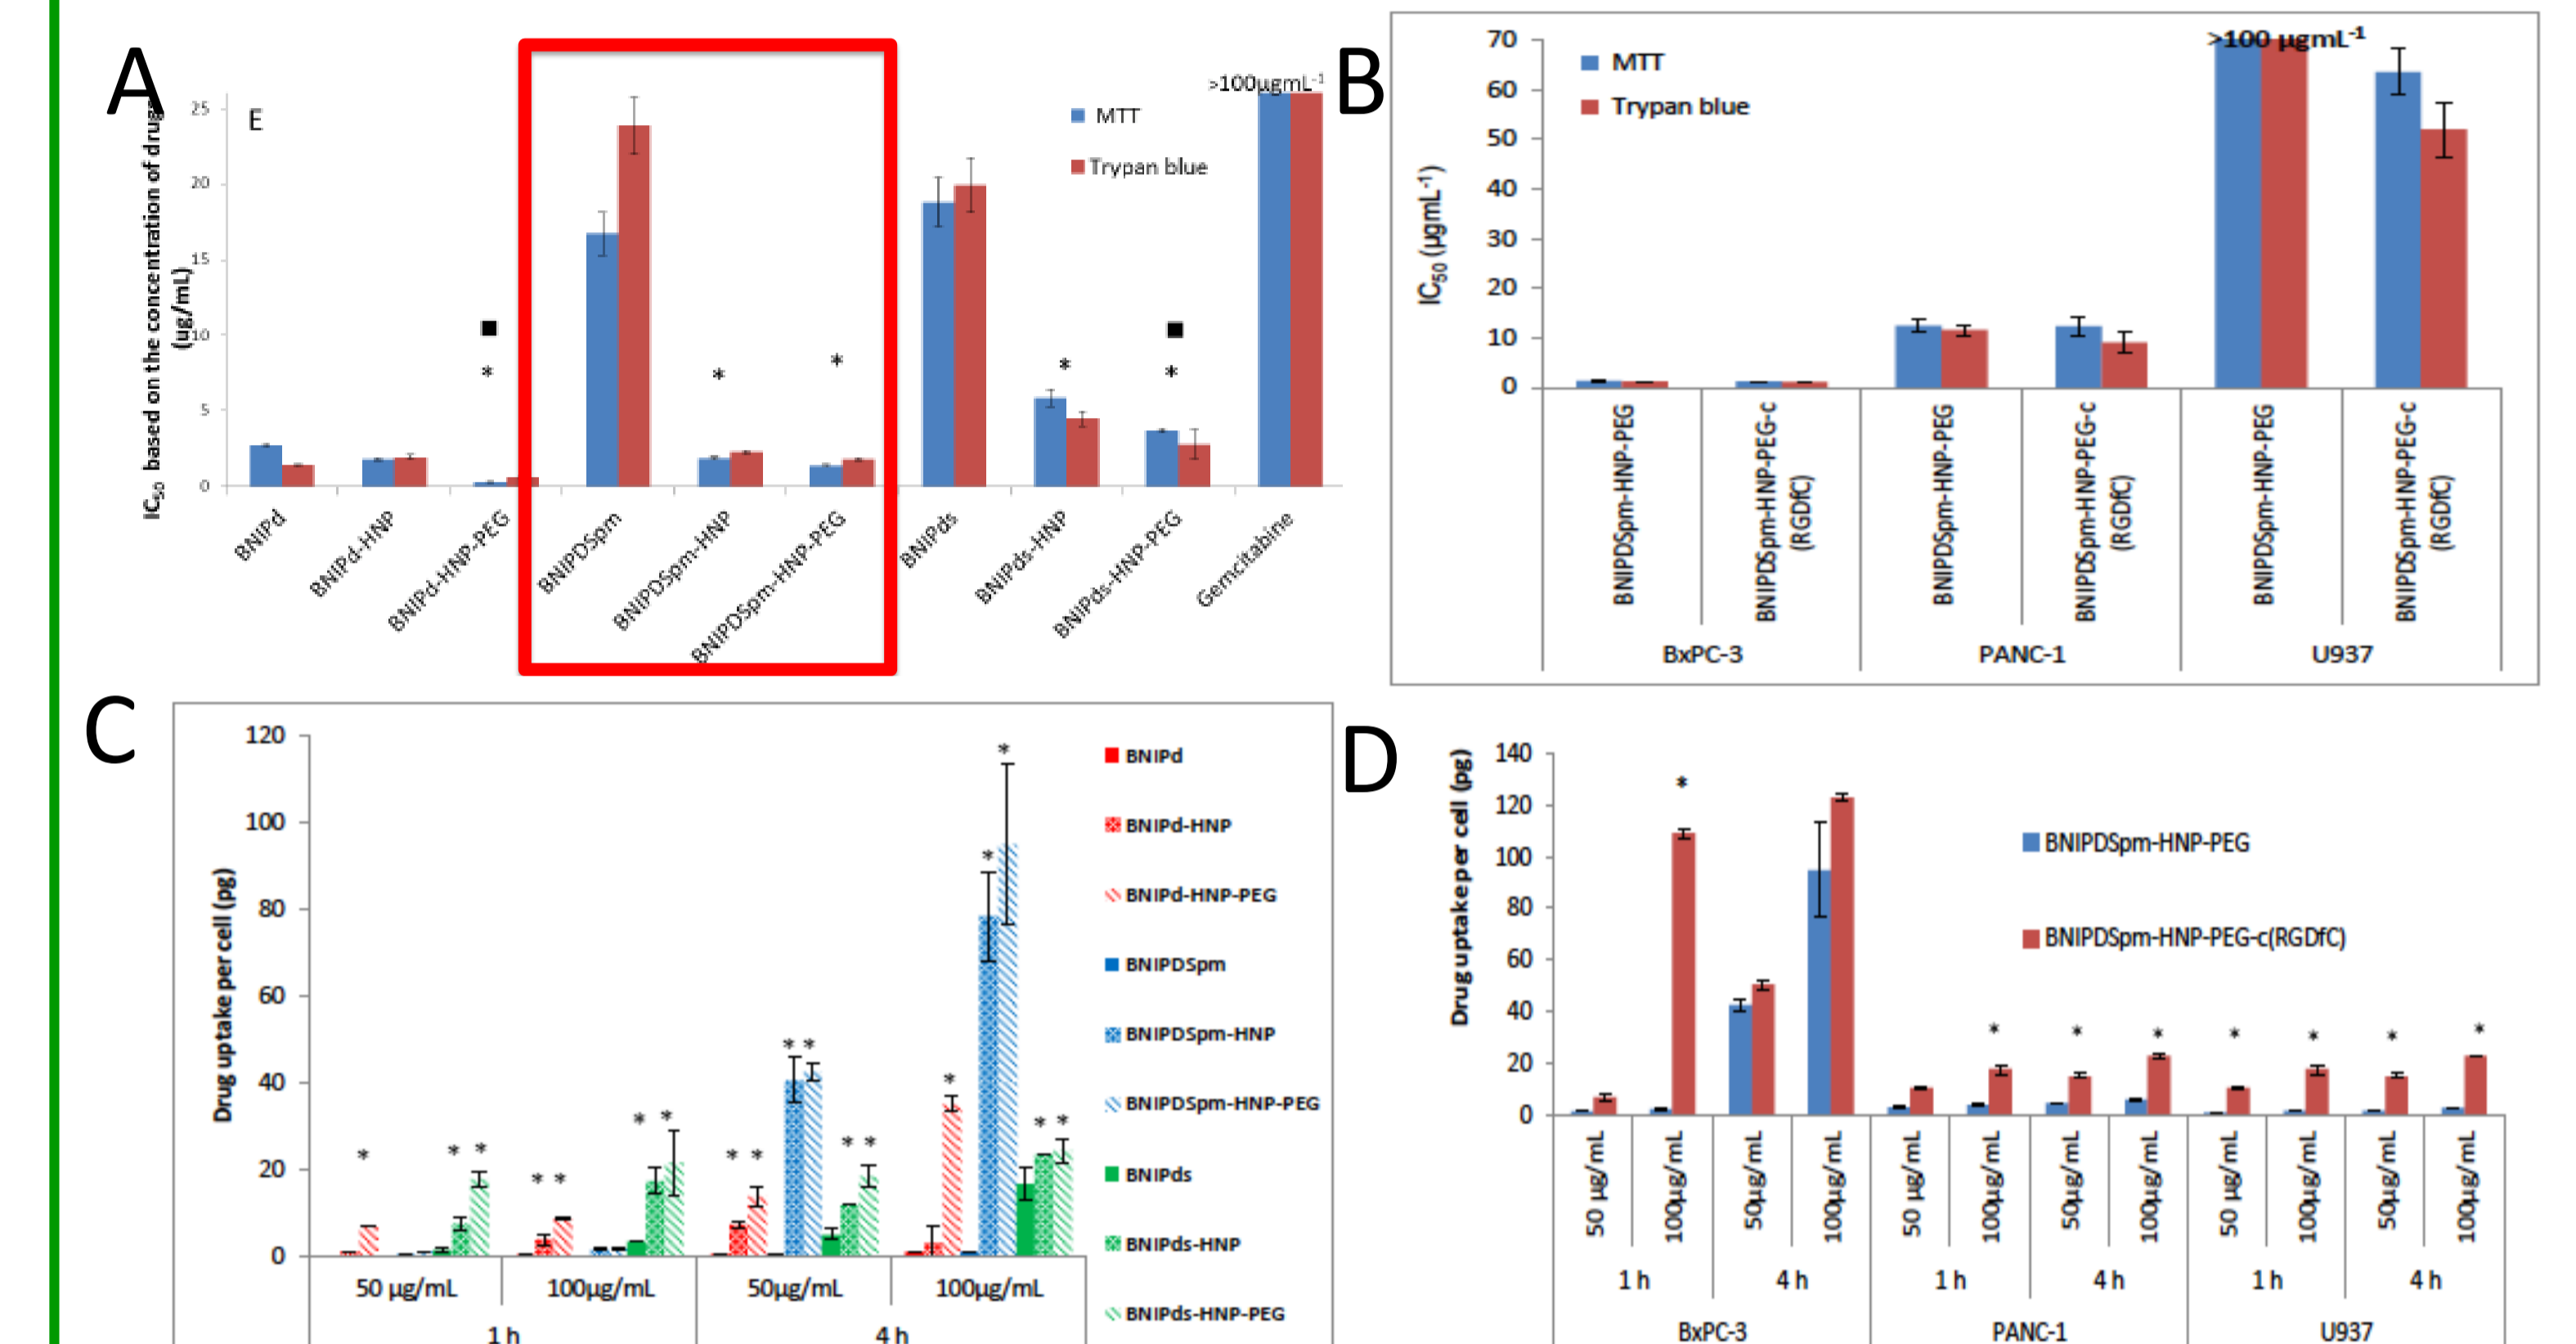 A
E
IC50 based on the concentration of drugs
(ug/mL)
25
20
15
10
5
0
MTT
Trypan blue
>100µgmL-1
■
*
*
*
*
■
*
BNIPd
BNIPd-HNP
BNIPd-HNP-PEG
BNIPDSpm
BNIPDSpm-HNP
BNIPDSpm-HNP-PEG
BNIPds
BNIPds-HNP
BNIPds-HNP-PEG
Gemcitabine
B
IC50 (µgmL-1)
70
60
50
40
30
20
10
0
MTT
Trypan blue
>100 µgmL-1
BNIPDSpm-HNP-PEG
BNIPDSpm-HNP-PEG-c
(RGDfC)
BNIPDSpm-HNP-PEG
BNIPDSpm-HNP-PEG-c
(RGDfC)
BNIPDSpm-HNP-PEG
BNIPDSpm-HNP-PEG-c
(RGDfC)
BxPC-3 PANC-1 U937
C
Drug uptake per cell (pg)
120
100
80
60
40
20
0
* * * * * * * * * * * * * * * * * * *
BNIPd
BNIPd-HNP
BNIPd-HNP-PEG
BNIPDSpm
BNIPDSpm-HNP
BNIPDSpm-HNP-PEG
BNIPds
BNIPds-HNP
BNIPds-HNP-PEG
50 µg/mL 100µg/mL 50µg/mL 100µg/mL
1 h 4 h
D
Drug uptake per cell (pg)
140
120
100
80
60
40
20
0
* * * * * * * *
BNIPDSpm-HNP-PEG
BNIPDSpm-HNP-PEG-c(RGDfC)
50 µg/mL
100µg/mL
50µg/mL
100µg/mL
50 µg/mL
100µg/mL
50µg/mL
100µg/mL
50 µg/mL
100µg/mL
50µg/mL
100µg/mL
1 h 4 h 1 h 4 h 1 h 4 h
BxPC-3 PANC-1 U937